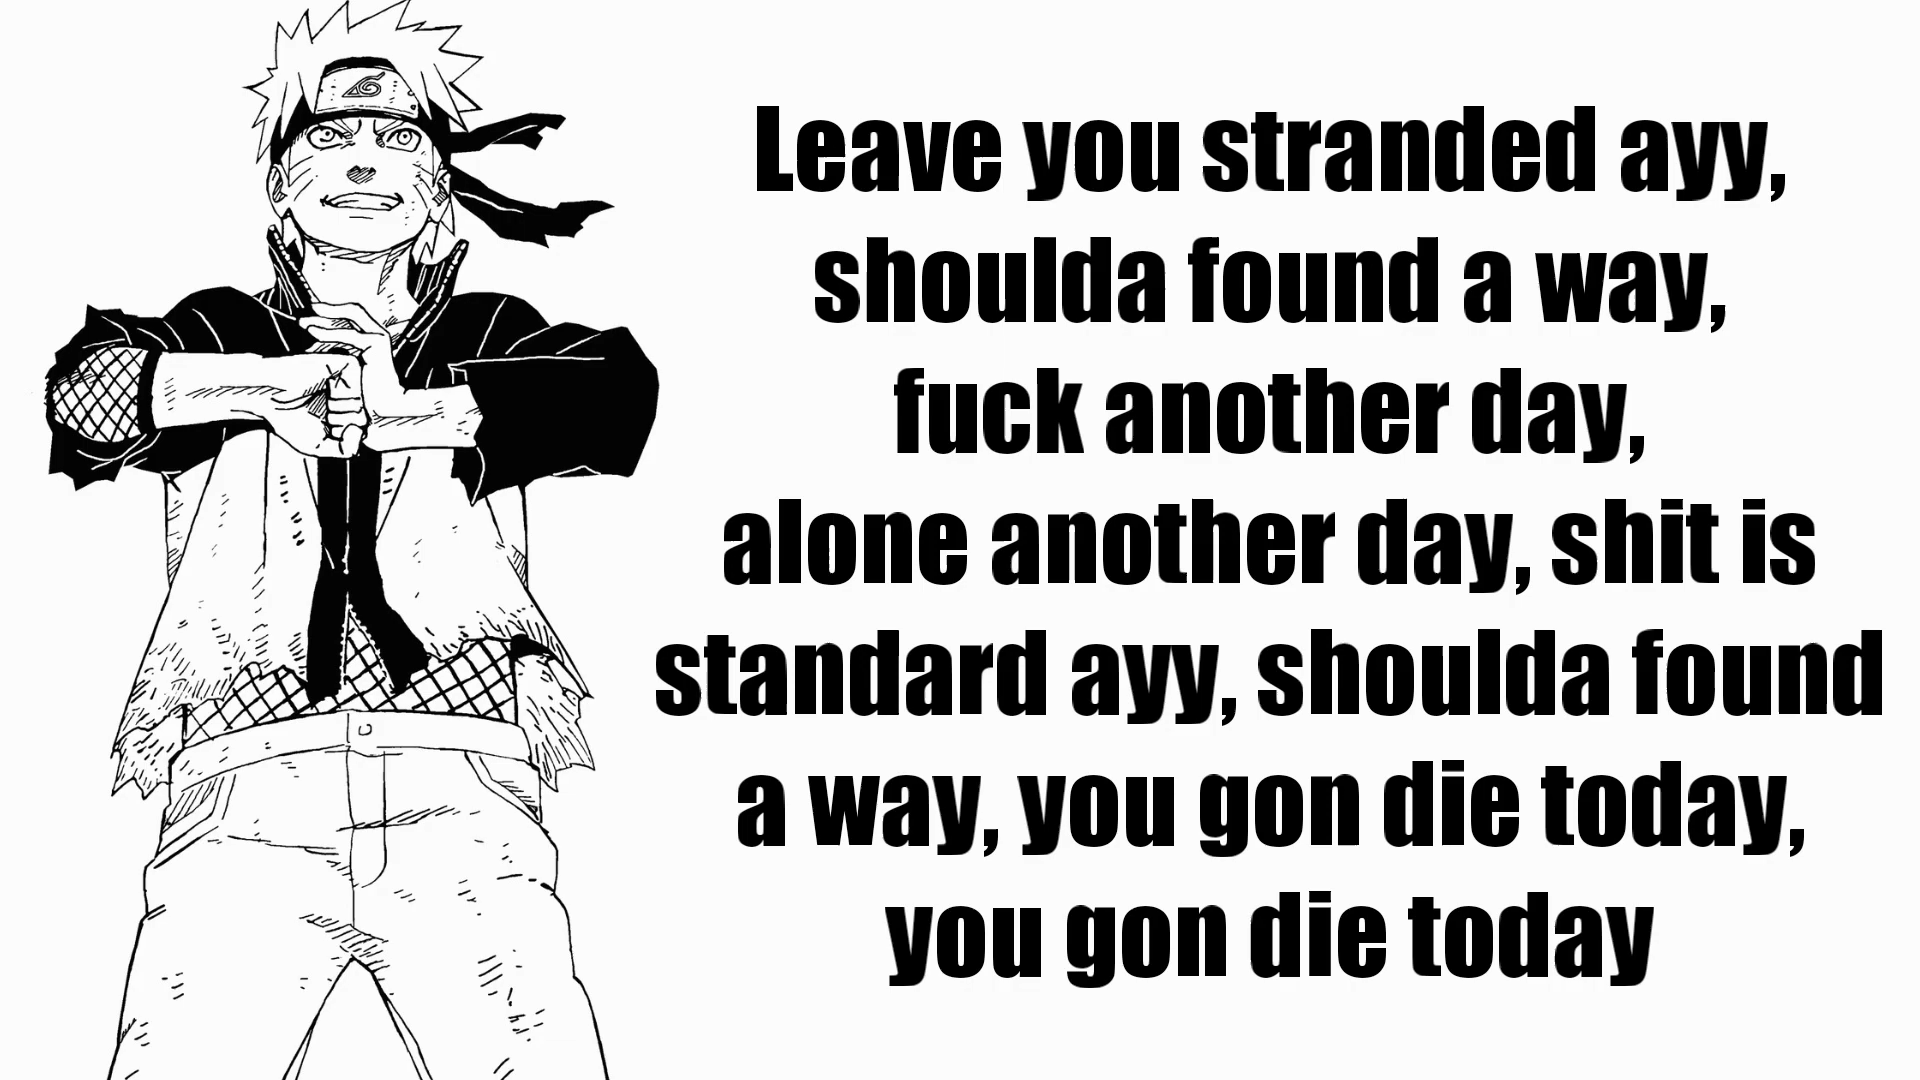 Leave you stranded ayy,
shoulda found a way,
fuck another day,
alone another day, shit is
standard ayy, shoulda found
a way, you gon die today,
you gon die today